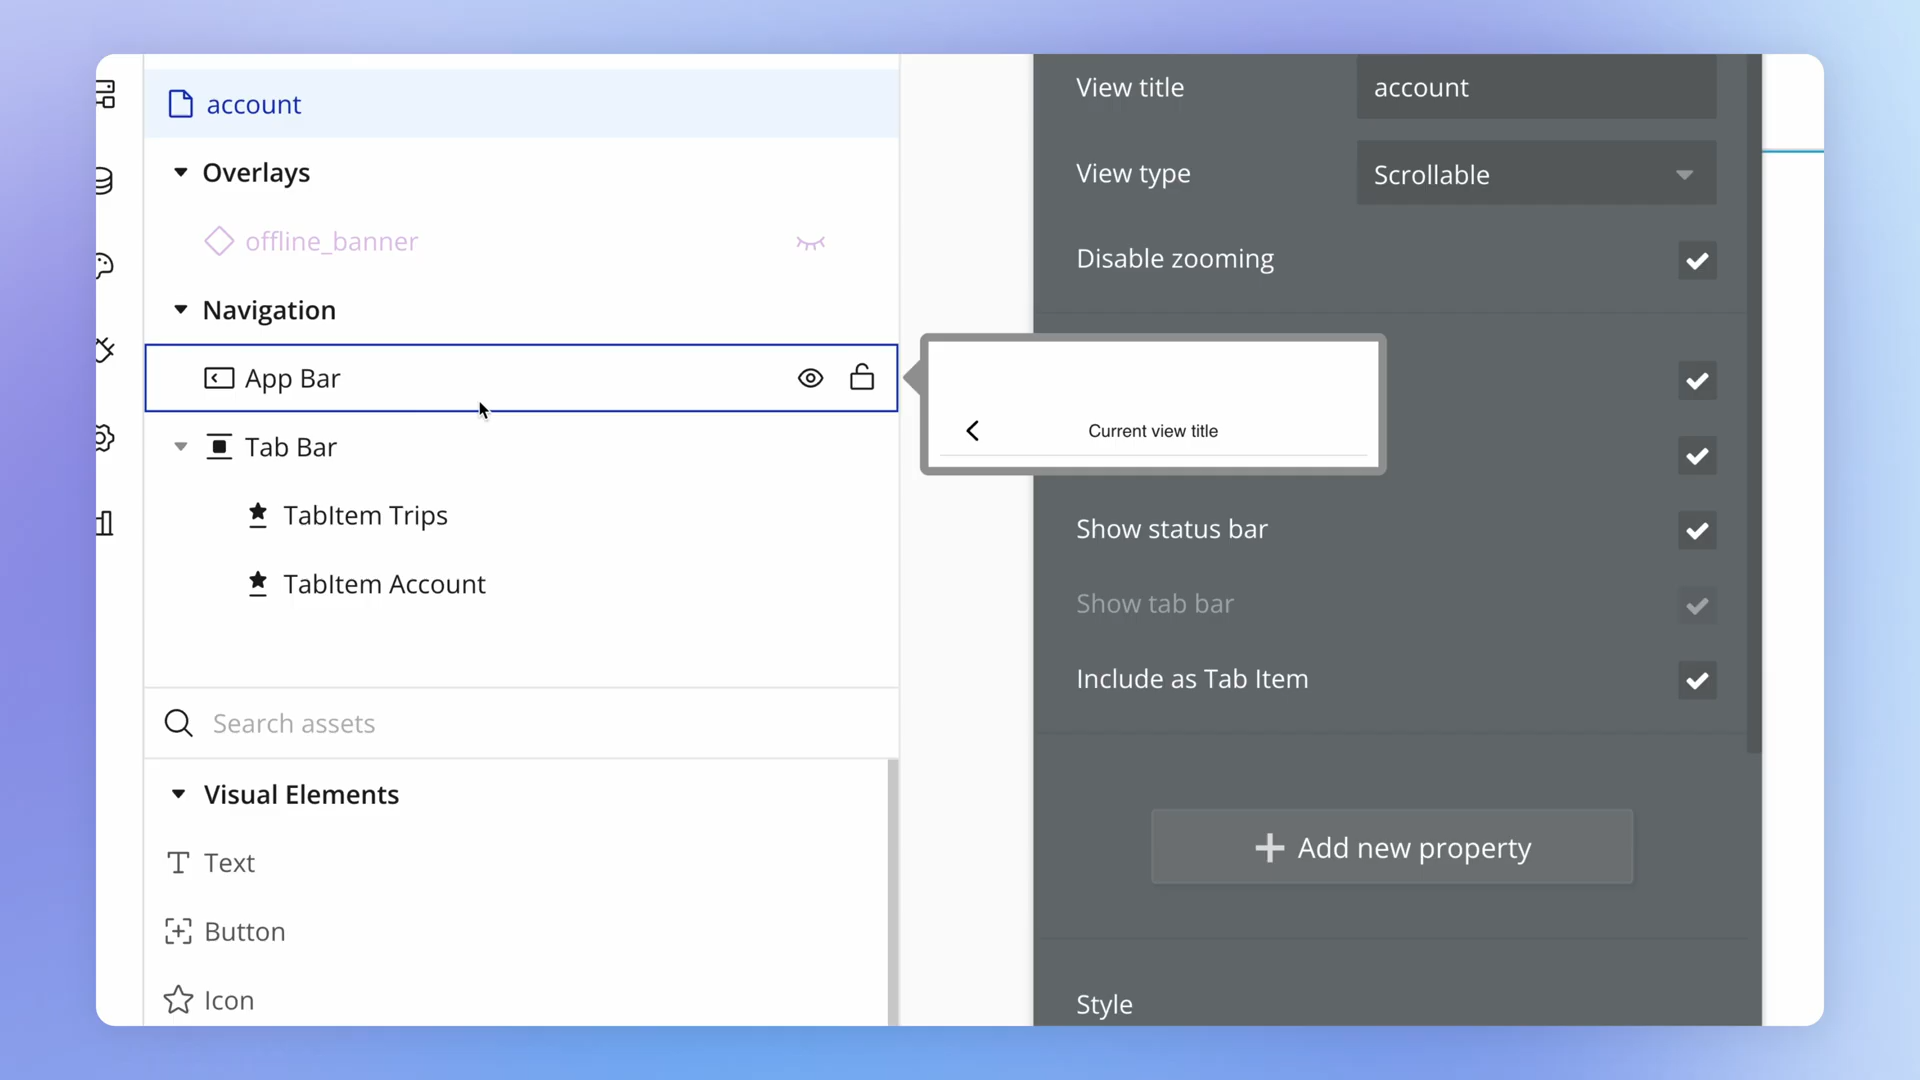 account
Overlays
offline_banner
Navigation
App Bar
Tab Bar
TabItem Trips
TabItem Account
Search assets
Visual Elements
Text
Button
Icon
Current view title
View title
account
View type
Scrollable
Disable zooming
Show status bar
Show tab bar
Include as Tab Item
Add new property
Style